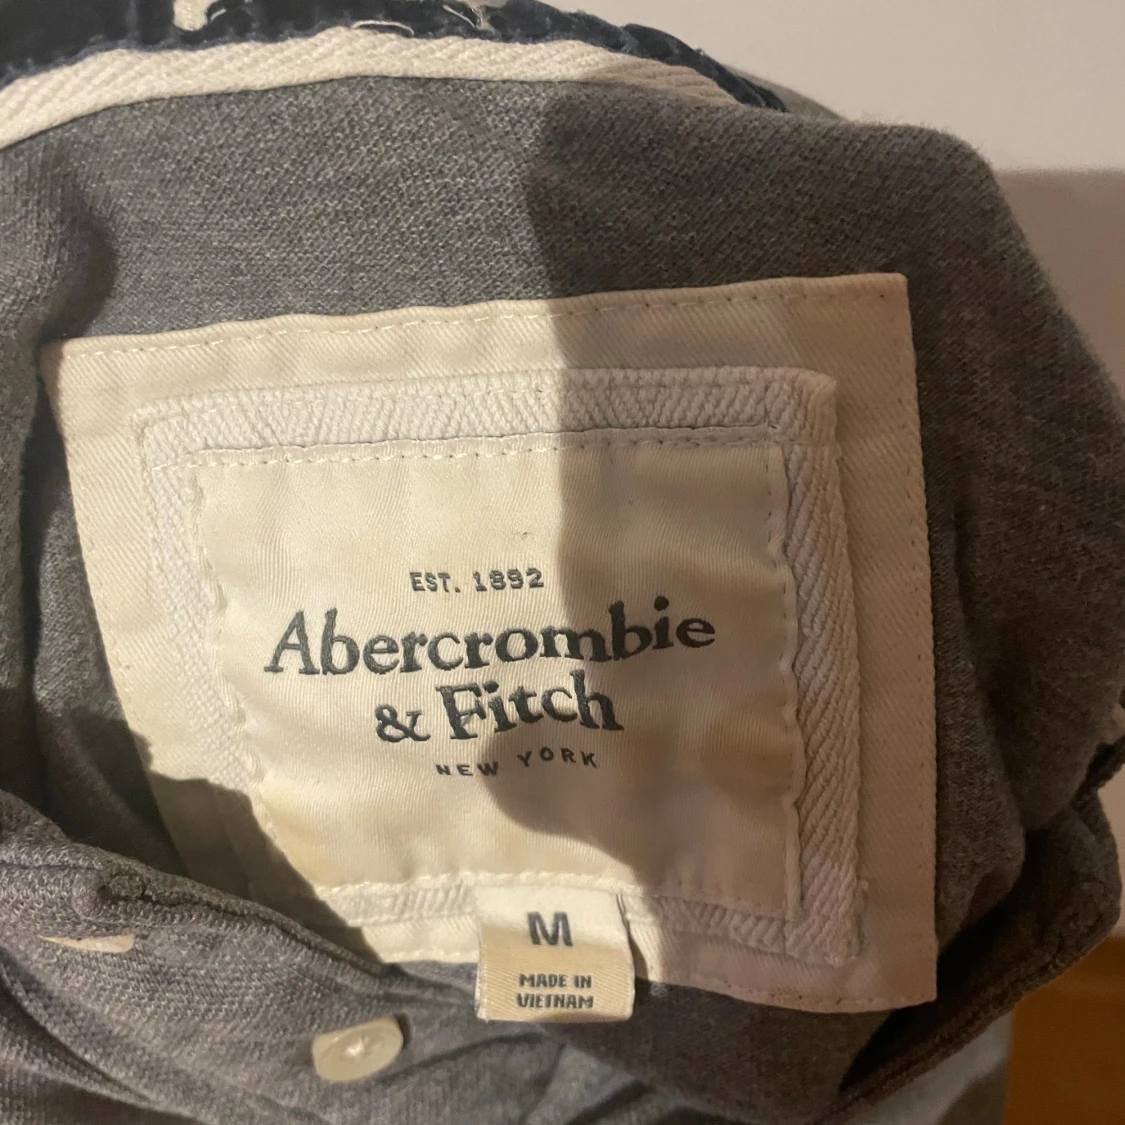 EST. 1892
Abercrombie
& Fitch
NEW YORK
M
MADE IN
VIETNAM